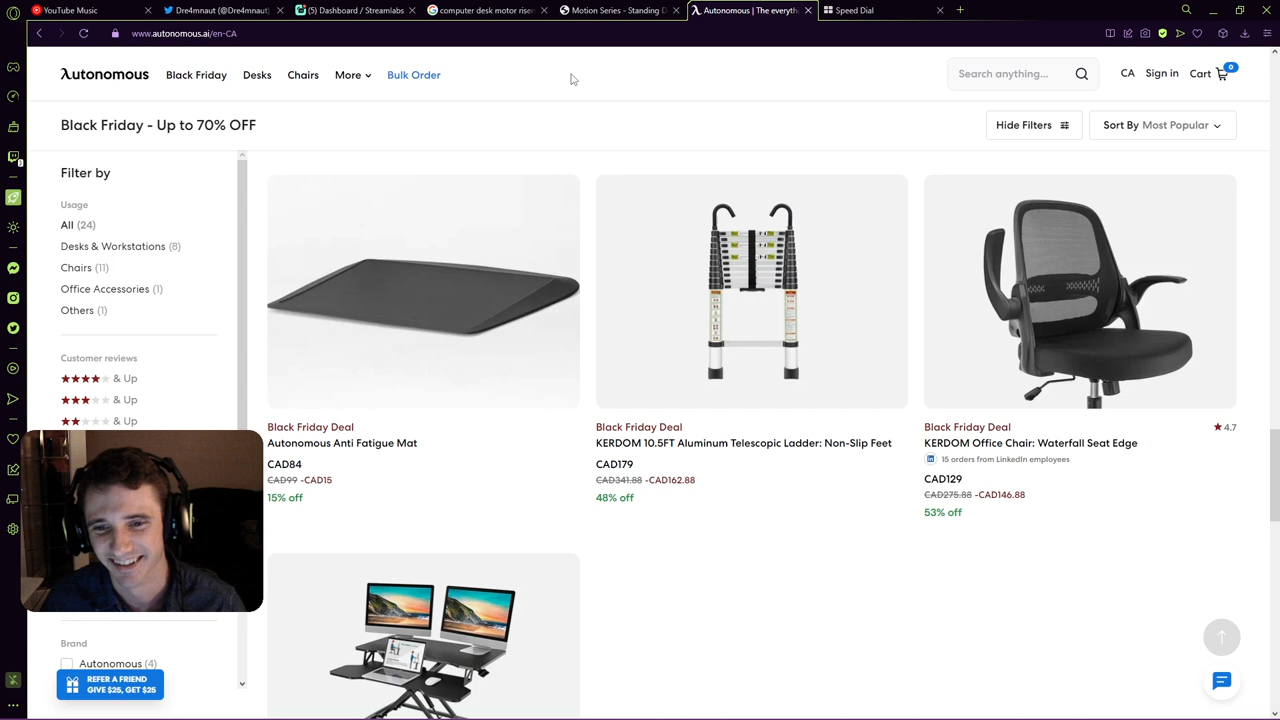 YouTube Music
Dre4mnaut (@Dre4mnaut)
(5) Dashboard / Streamlabs
computer desk motor riser
Motion Series - Standing D
Autonomous | The everyth
Speed Dial
www.autonomous.ai/en-CA
Autonomous
Black Friday
Desks
Chairs
More
Bulk Order
Search anything...
CA
Sign in
Cart
0
Black Friday - Up to 70% OFF
Hide Filters
Sort By Most Popular
Filter by
Usage
All (24)
Desks & Workstations (8)
Chairs (11)
Office Accessories (1)
Others (1)
Customer reviews
& Up
& Up
& Up
Brand
Autonomous (4)
REFER A FRIEND
GIVE $25, GET $25
Black Friday Deal
Autonomous Anti Fatigue Mat
CAD84
CAD99 -CAD15
15% off
Black Friday Deal
KERDOM 10.5FT Aluminum Telescopic Ladder: Non-Slip Feet
CAD179
CAD341.88 -CAD162.88
48% off
Black Friday Deal
4.7
KERDOM Office Chair: Waterfall Seat Edge
15 orders from LinkedIn employees
CAD129
CAD275.88 -CAD146.88
53% off